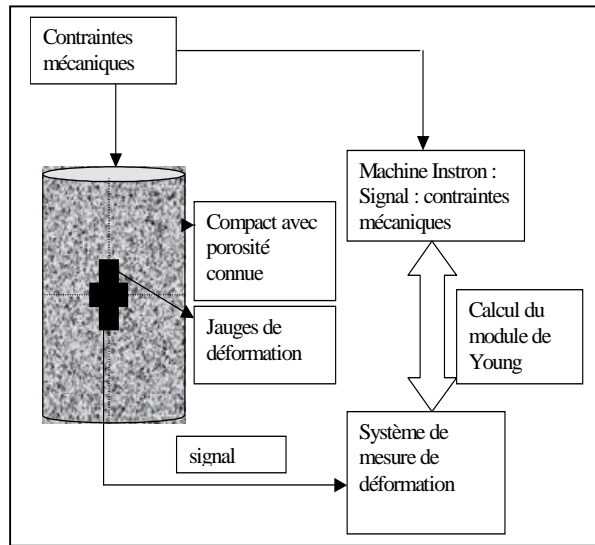 Contraintes
mécaniques
Machine Instron :
Signal : contraintes
mécaniques
Compact avec
porosité
connue
Jauges de
déformation
Calcul du
module de
Young
Système de
mesure de
déformation
signal